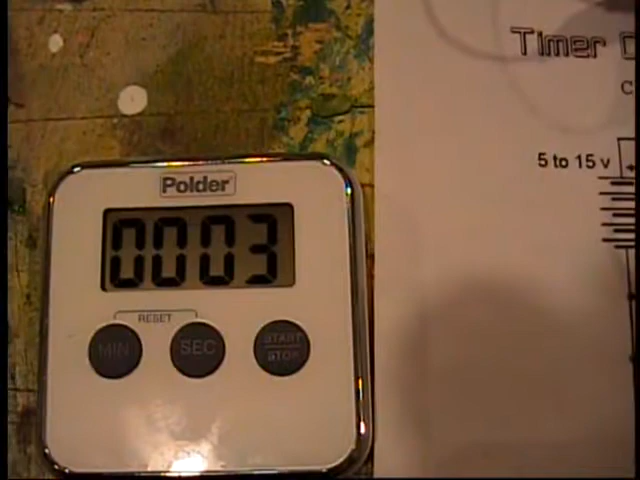 Polder
0003
RESET
MIN
SEC
START
STOP
Timer
5 to 15 v